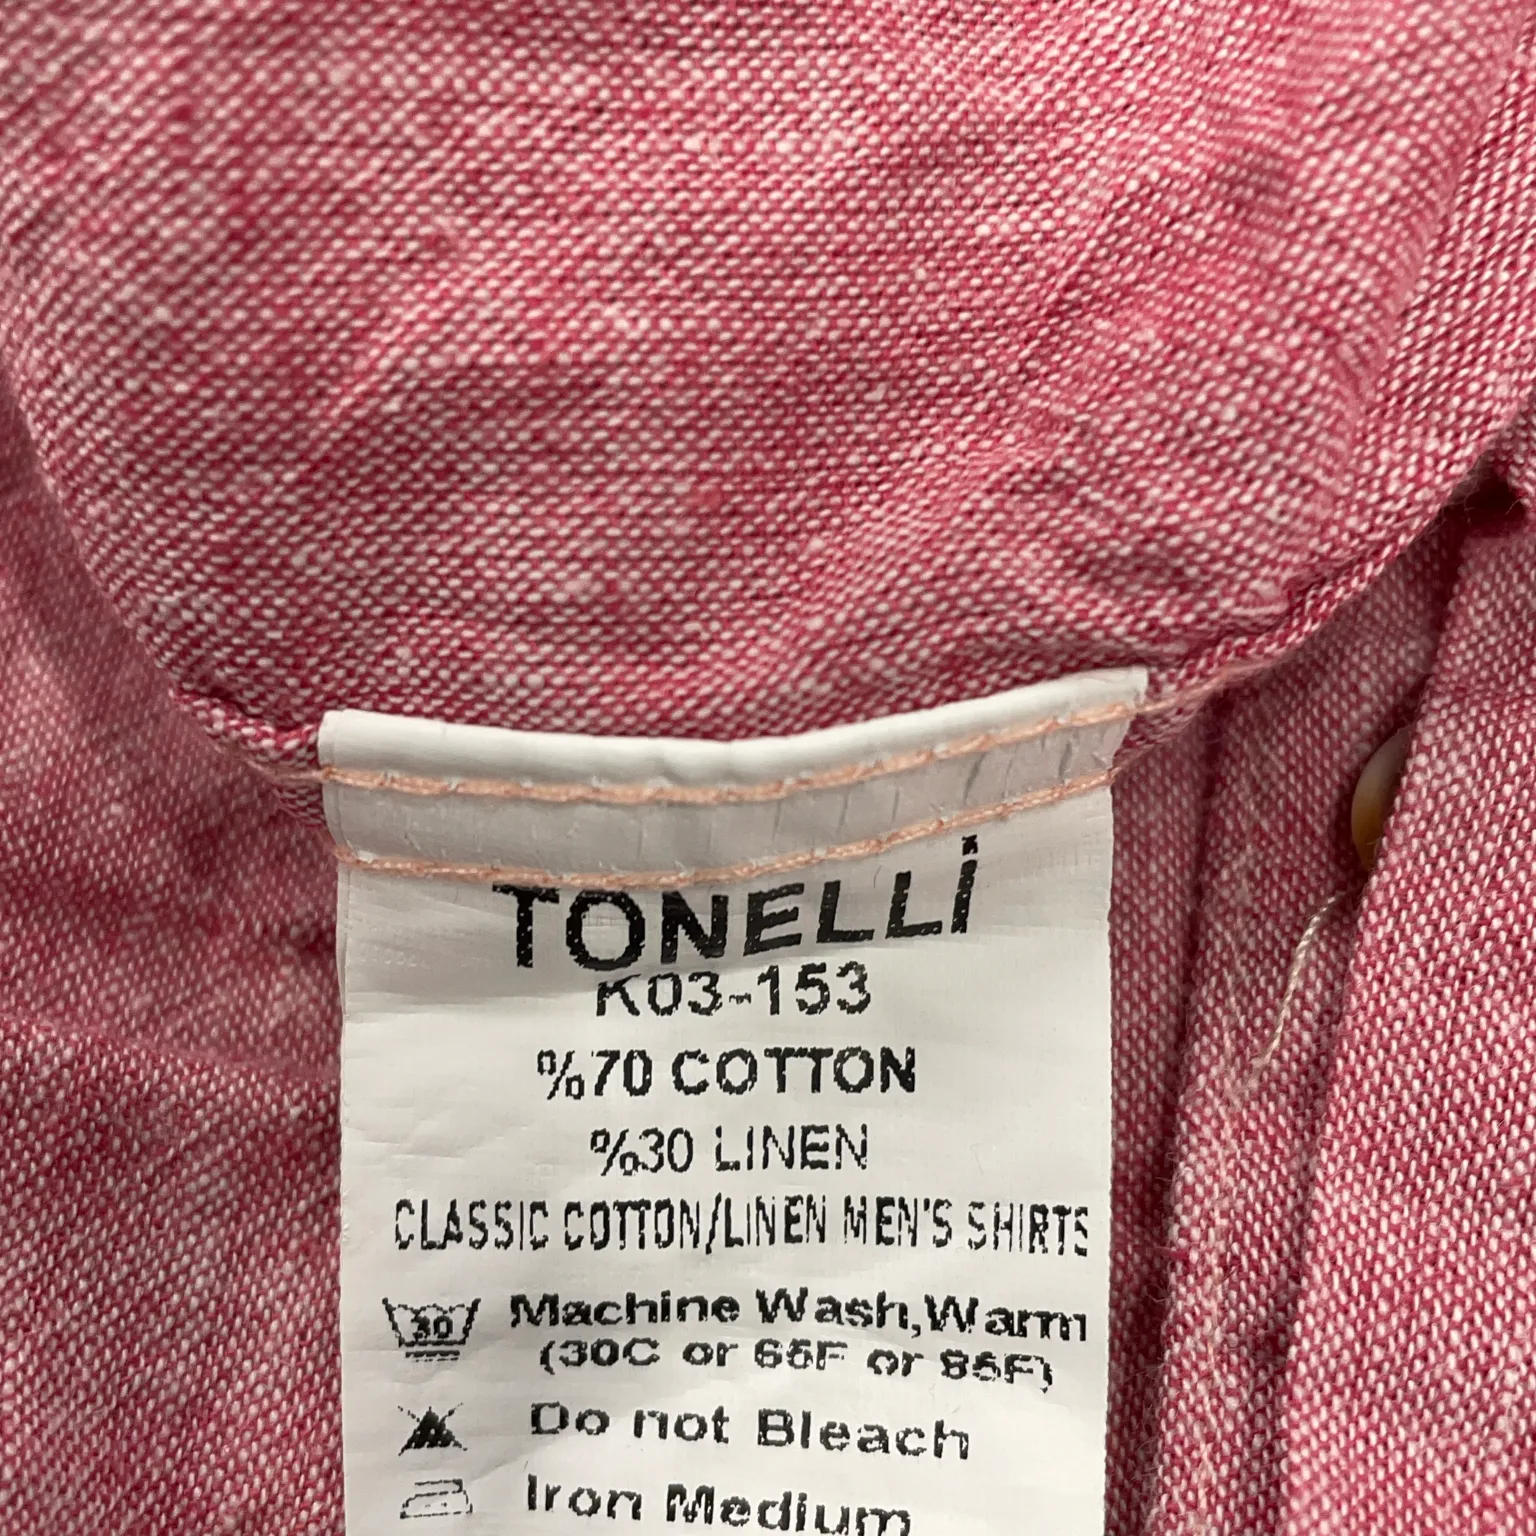 TONELLİ
K03-153
%70 COTTON
%30 LINEN
CLASSIC COTTON/LINEN MEN'S SHIRTS
30 Machine Wash,Warm
(30C or 65F or 85F)
Do not Bleach
Iron Medium